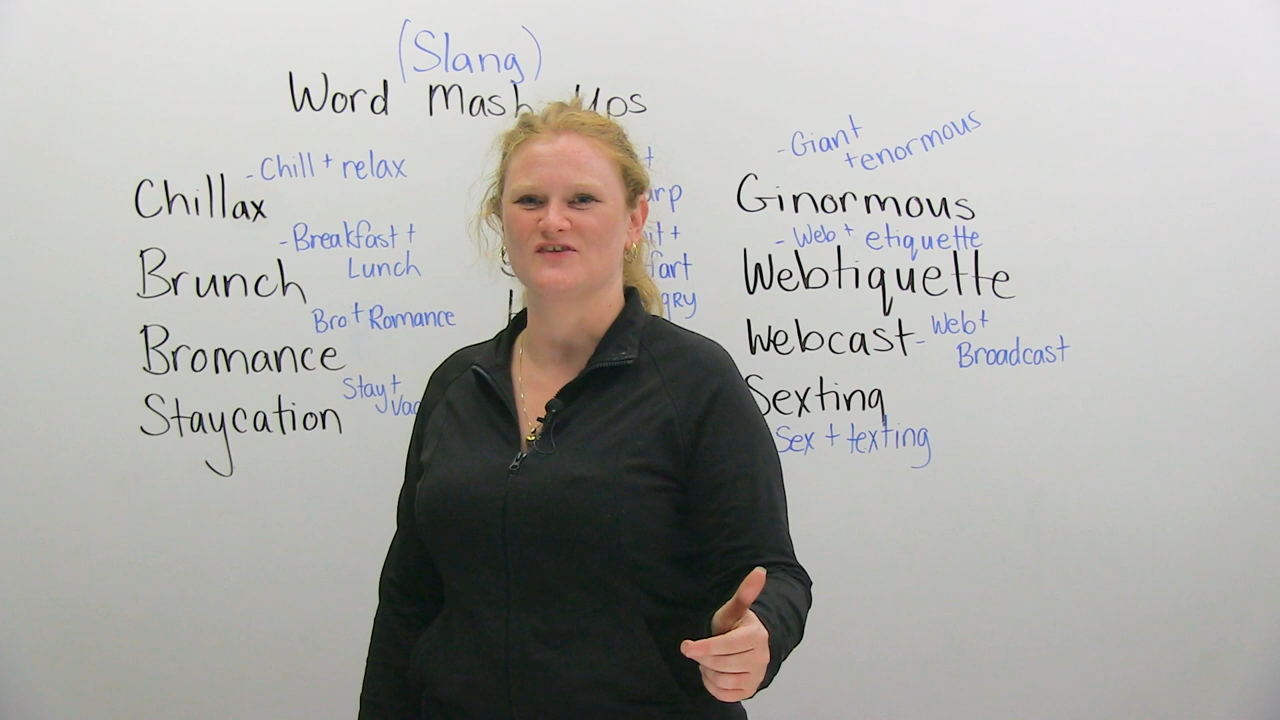 (Slang)
Word Mash Ups
- Chill + relax
Chillax
- Breakfast +
Lunch
Brunch
Bro + Romance
Bromance
Stay +
Staycation
+
- Giant
+ enormous
Ginormous
- Web + etiquette
Webtiquette
Webcast - Web +
Broadcast
Sexting
Sex + texting